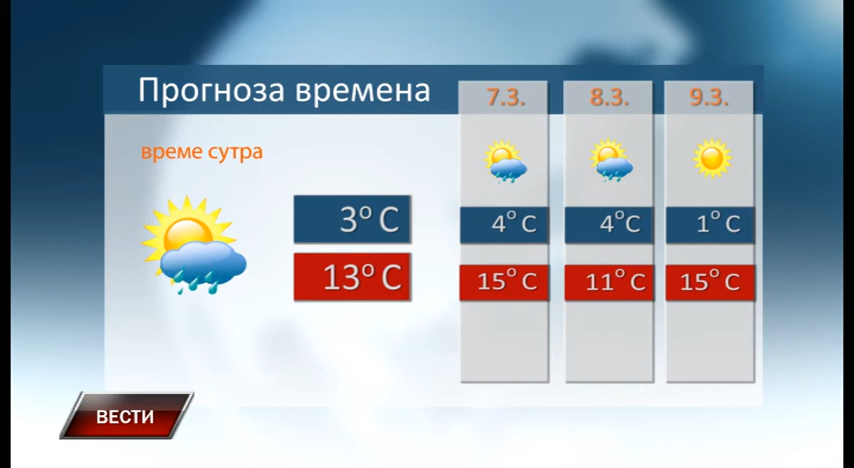 Прогноза времена
време сутра
3° C
13° C
7.3.
4° C
15° C
8.3.
4°C
11° C
9.3.
1° C
15° C
ВЕСТИ